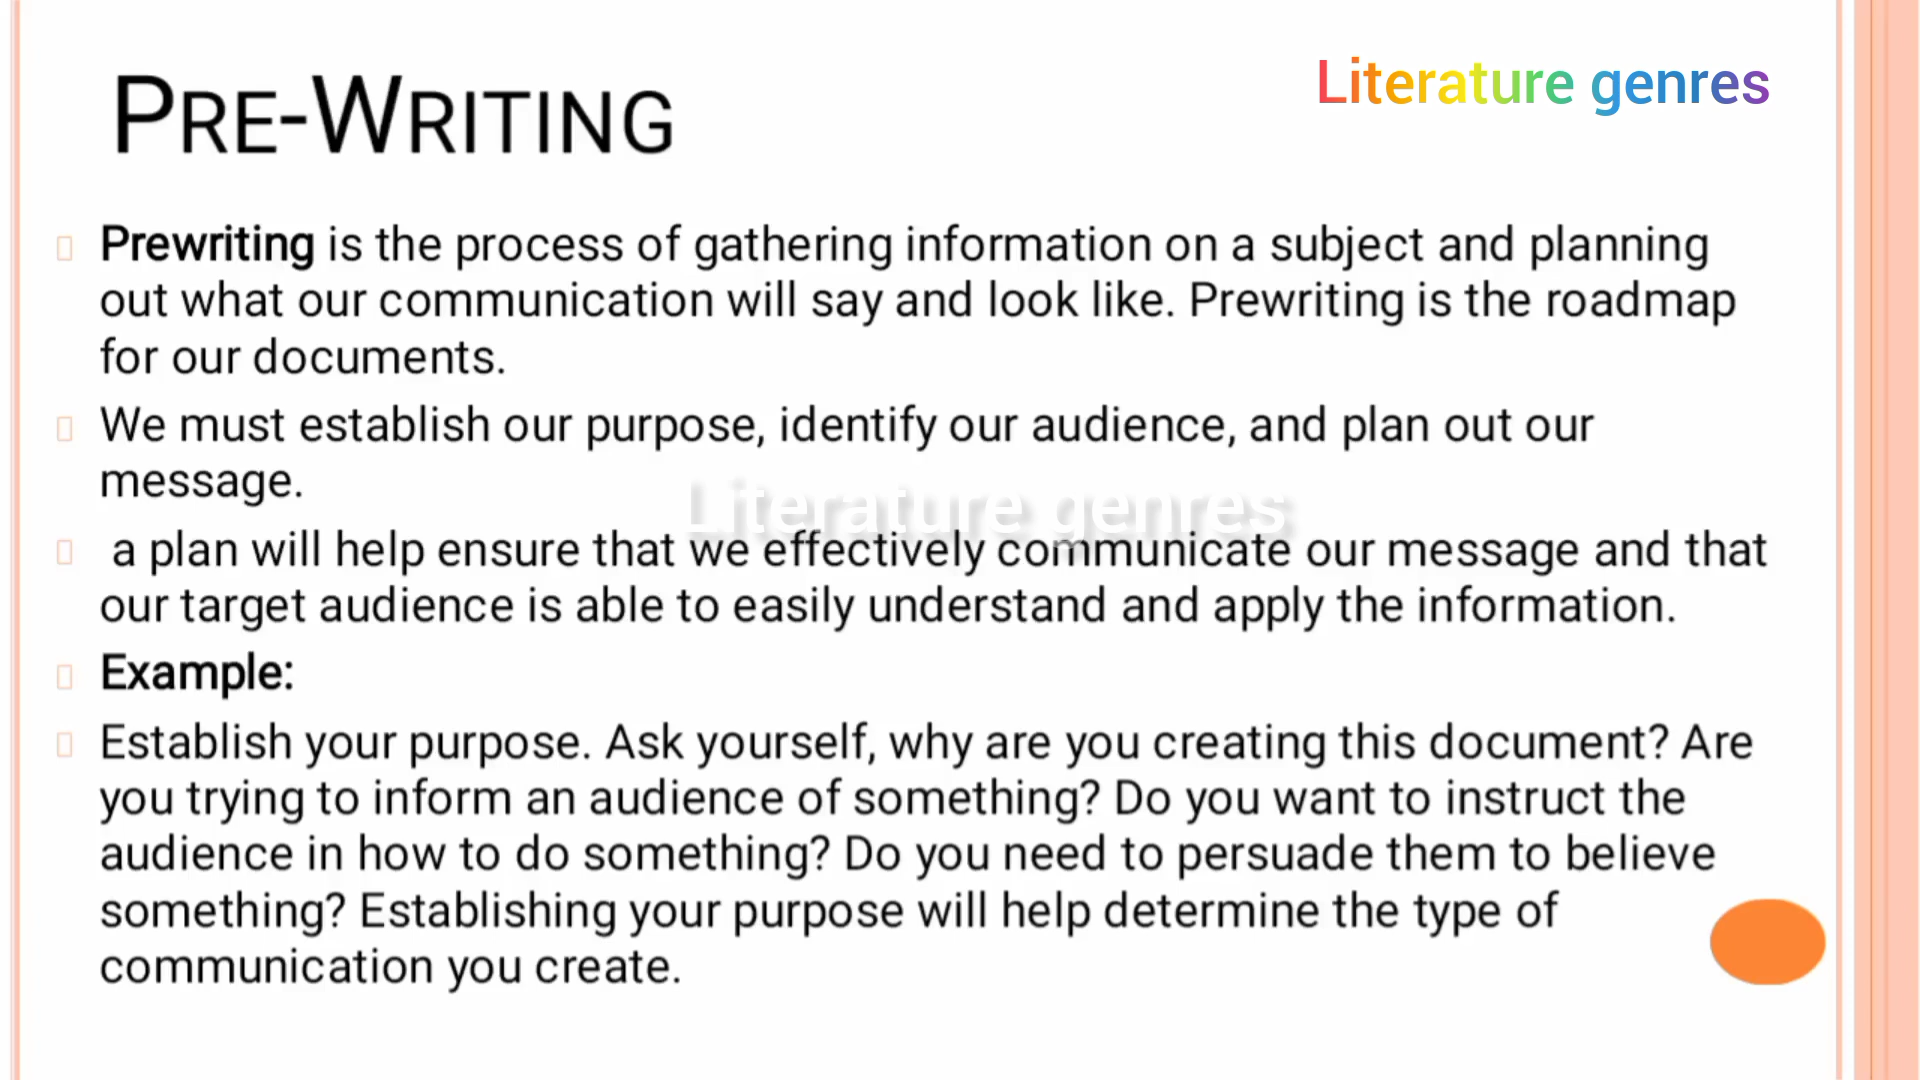 PRE-WRITING
Literature genres
Prewriting is the process of gathering information on a subject and planning
out what our communication will say and look like. Prewriting is the roadmap
for our documents.
We must establish our purpose, identify our audience, and plan out our
message.
Literature genres
a plan will help ensure that we effectively communicate our message and that
our target audience is able to easily understand and apply the information.
Example:
Establish your purpose. Ask yourself, why are you creating this document? Are
you trying to inform an audience of something? Do you want to instruct the
audience in how to do something? Do you need to persuade them to believe
something? Establishing your purpose will help determine the type of
communication you create.